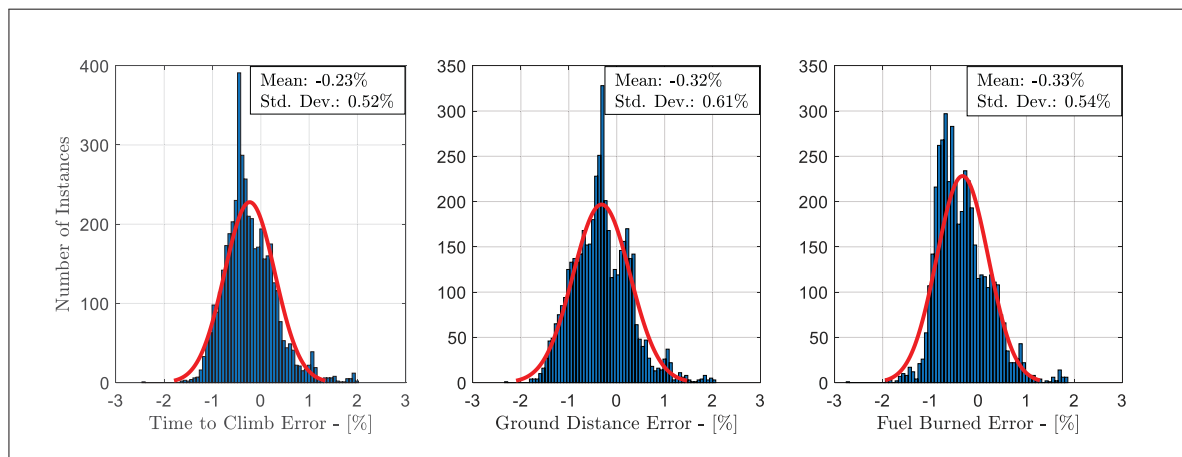 Number of Instances
400
300
200
100
0
-3 -2 -1 0 1 2 3
Time to Climb Error - [%]
Mean: -0.23%
Std. Dev.: 0.52%
350
300
250
200
150
100
50
0
-3 -2 -1 0 1 2 3
Ground Distance Error - [%]
Mean: -0.32%
Std. Dev.: 0.61%
350
300
250
200
150
100
50
0
-3 -2 -1 0 1 2 3
Fuel Burned Error - [%]
Mean: -0.33%
Std. Dev.: 0.54%